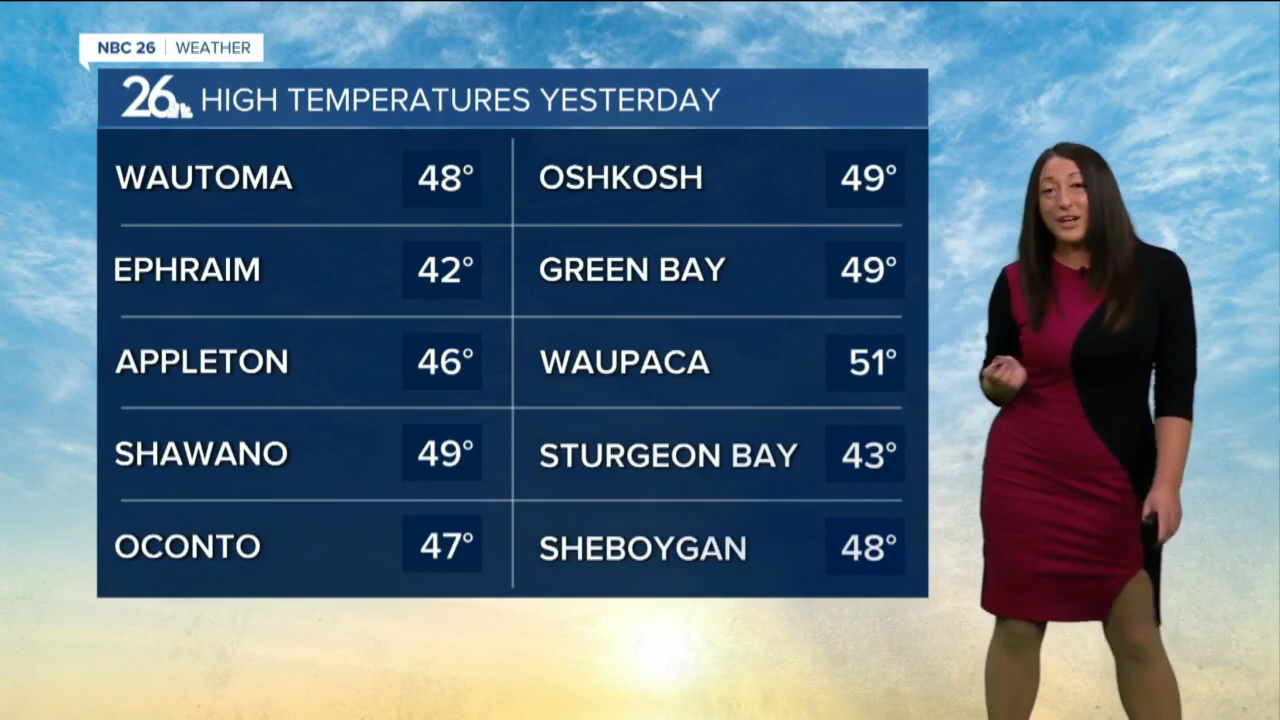 NBC 26 | WEATHER
26 HIGH TEMPERATURES YESTERDAY
WAUTOMA 48° OSHKOSH 49°
EPHRAIM 42° GREEN BAY 49°
APPLETON 46° WAUPACA 51°
SHAWANO 49° STURGEON BAY 43°
OCONTO 47° SHEBOYGAN 48°